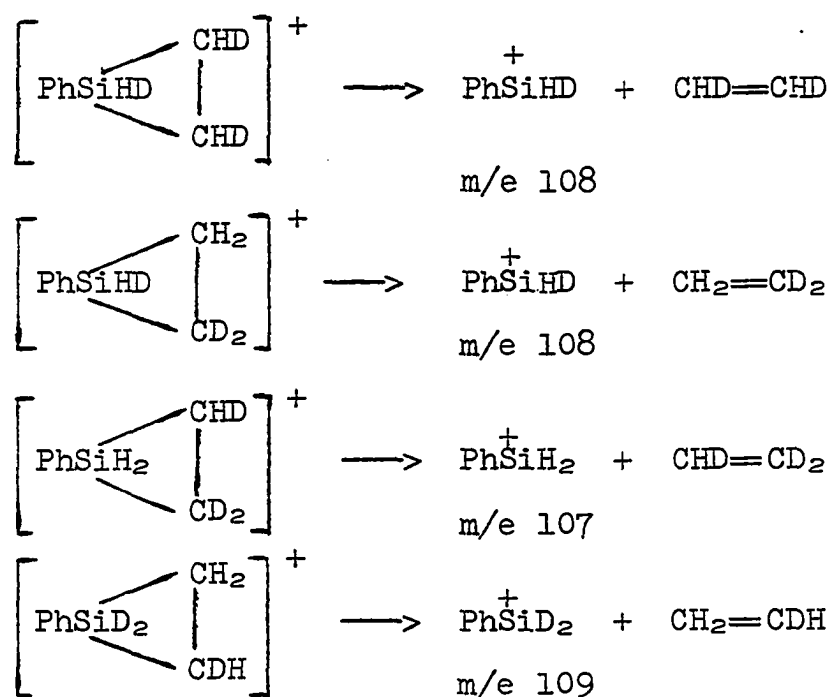 CHD + +
PhSiHD ⟶ PhSiHD + CHD=CHD
CHD
m/e 108
CH₂ + +
PhSiHD ⟶ PhSiHD + CH₂=CD₂
CD₂
m/e 108
CHD + +
PhSiH₂ ⟶ PhSiH₂ + CHD=CD₂
CD₂
m/e 107
CH₂ + +
PhSiD₂ ⟶ PhSiD₂ + CH₂=CDH
CDH
m/e 109